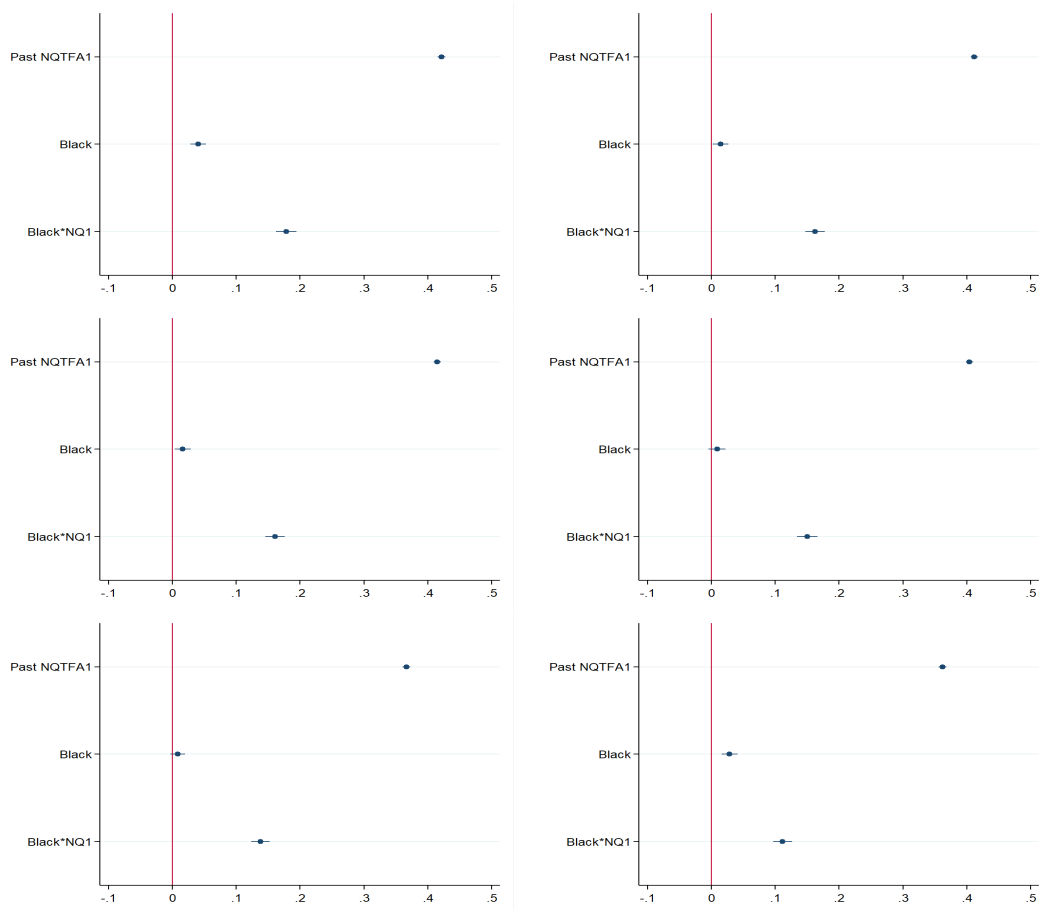 Past NQTFA1
Black
Black*NQ1
-.1 0 .1 .2 .3 .4 .5
Past NQTFA1
Black
Black*NQ1
-.1 0 .1 .2 .3 .4 .5
Past NQTFA1
Black
Black*NQ1
-.1 0 .1 .2 .3 .4 .5
Past NQTFA1
Black
Black*NQ1
-.1 0 .1 .2 .3 .4 .5
Past NQTFA1
Black
Black*NQ1
-.1 0 .1 .2 .3 .4 .5
Past NQTFA1
Black
Black*NQ1
-.1 0 .1 .2 .3 .4 .5